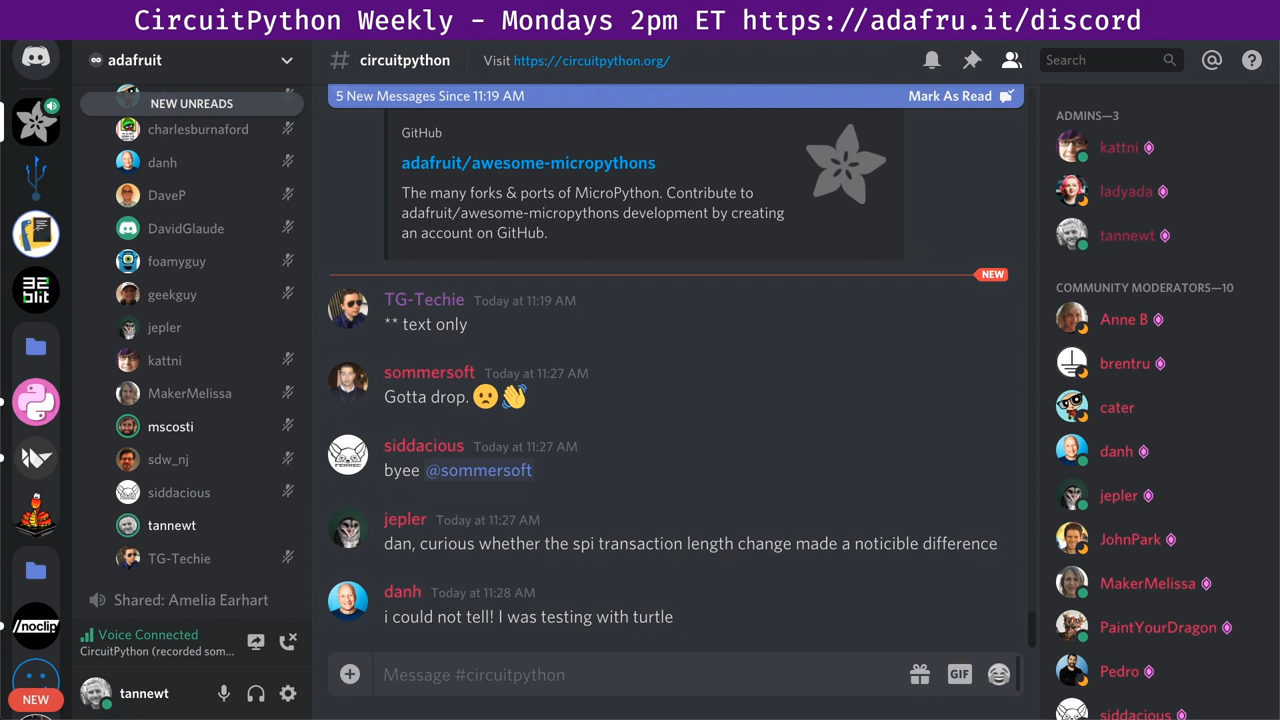 CircuitPython Weekly - Mondays 2pm ET https://adafru.it/discord
adafruit
NEW UNREADS
charlesburnaford
danh
DaveP
DavidGlaude
foamyguy
geekguy
jepler
kattni
MakerMelissa
mscosti
sdw_nj
siddacious
tannewt
TG-Techie
Shared: Amelia Earhart
Voice Connected
CircuitPython (recorded som...
tannewt
32
blit
/noclip
NEW
# circuitpython
Visit https://circuitpython.org/
Search
5 New Messages Since 11:19 AM
Mark As Read
GitHub
adafruit/awesome-micropythons
The many forks & ports of MicroPython. Contribute to
adafruit/awesome-micropythons development by creating
an account on GitHub.
NEW
TG-Techie Today at 11:19 AM
** text only
sommersoft Today at 11:27 AM
Gotta drop. 😦 👋
siddacious Today at 11:27 AM
byee @sommersoft
jepler Today at 11:27 AM
dan, curious whether the spi transaction length change made a noticible difference
danh Today at 11:28 AM
i could not tell! I was testing with turtle
Message #circuitpython
GIF
ADMINS—3
kattni
ladyada
tannewt
COMMUNITY MODERATORS—10
Anne B
brentru
cater
danh
jepler
JohnPark
MakerMelissa
PaintYourDragon
Pedro
siddacious